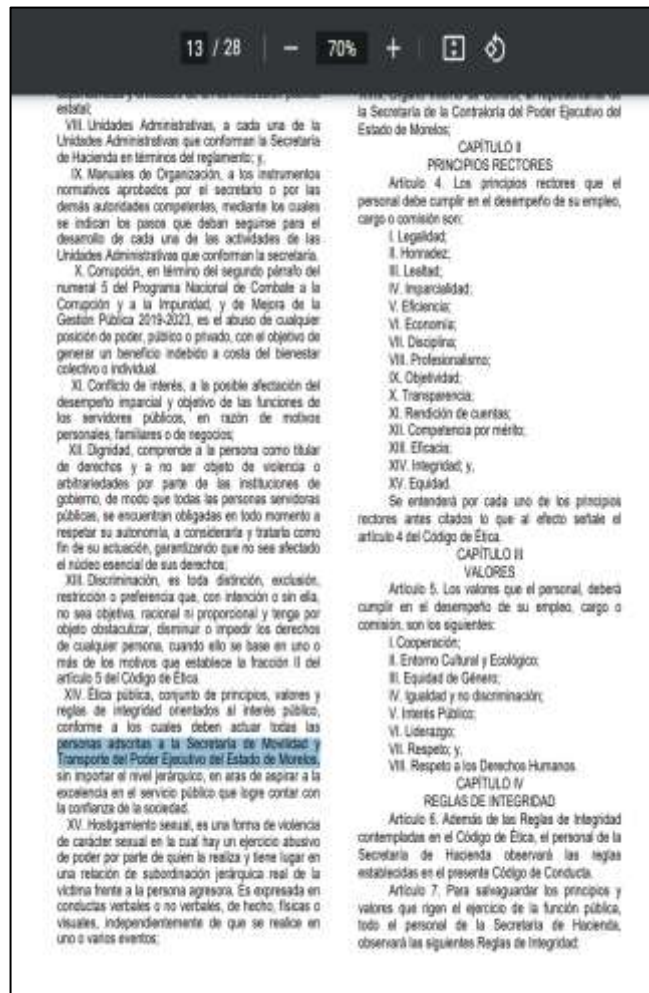 13 / 28 | − 70% +
estatal;
VIII. Unidades Administrativas, a cada una de la
Unidades Administrativas que conforman la Secretaría
de Hacienda en términos del reglamento; y,
IX. Manuales de Organización, a los instrumentos
normativos aprobados por el secretario o por las
demás autoridades competentes, mediante los cuales
se indican los pasos que deban seguirse para el
desarrollo de cada una de las actividades de las
Unidades Administrativas que conforman la secretaría.
X. Corrupción, en término del segundo párrafo del
numeral 5 del Programa Nacional de Combate a la
Corrupción y a la Impunidad, y de Mejora de la
Gestión Pública 2019-2023, es el abuso de cualquier
posición de poder, público o privado, con el objetivo de
generar un beneficio indebido a costa del bienestar
colectivo o individual.
XI. Conflicto de interés, a la posible afectación del
desempeño imparcial y objetivo de las funciones de
los servidores públicos, en razón de motivos
personales, familiares o de negocios;
XII. Dignidad, comprende a la persona como titular
de derechos y a no ser objeto de violencia o
arbitrariedades por parte de las instituciones de
gobierno, de modo que todas las personas servidoras
públicas, se encuentran obligadas en todo momento a
respetar su autonomía, a considerarla y tratarla como
fin de su actuación, garantizando que no sea afectado
el núcleo esencial de sus derechos;
XIII. Discriminación, es toda distinción, exclusión,
restricción o preferencia que, con intención o sin ella,
no sea objetiva, racional ni proporcional y tenga por
objeto obstaculizar, disminuir o impedir los derechos
de cualquier persona, cuando ello se base en uno o
más de los motivos que establece la fracción II del
artículo 5 del Código de Ética.
XIV. Ética pública, conjunto de principios, valores y
reglas de integridad orientados al interés público,
conforme a los cuales deben actuar todas las
personas adscritas a la Secretaría de Movilidad y
Transporte del Poder Ejecutivo del Estado de Morelos,
sin importar el nivel jerárquico, en aras de aspirar a la
excelencia en el servicio público que logre contar con
la confianza de la sociedad.
XV. Hostigamiento sexual, es una forma de violencia
de carácter sexual en la cual hay un ejercicio abusivo
de poder por parte de quien la realiza y tiene lugar en
una relación de subordinación jerárquica real de la
víctima frente a la persona agresora. Es expresada en
conductas verbales o no verbales, de hecho, físicas o
visuales, independientemente de que se realice en
uno o varios eventos;
la Secretaría de la Contraloría del Poder Ejecutivo del
Estado de Morelos;
CAPÍTULO II
PRINCIPIOS RECTORES
Artículo 4. Los principios rectores que el
personal debe cumplir en el desempeño de su empleo,
cargo o comisión son:
I. Legalidad;
II. Honradez;
III. Lealtad;
IV. Imparcialidad;
V. Eficiencia;
VI. Economía;
VII. Disciplina;
VIII. Profesionalismo;
IX. Objetividad;
X. Transparencia;
XI. Rendición de cuentas;
XII. Competencia por mérito;
XIII. Eficacia;
XIV. Integridad; y,
XV. Equidad.
Se entenderá por cada uno de los principios
rectores antes citados lo que al efecto señale el
artículo 4 del Código de Ética.
CAPÍTULO III
VALORES
Artículo 5. Los valores que el personal, deberá
cumplir en el desempeño de su empleo, cargo o
comisión, son los siguientes:
I. Cooperación;
II. Entorno Cultural y Ecológico;
III. Equidad de Género;
IV. Igualdad y no discriminación;
V. Interés Público;
VI. Liderazgo;
VII. Respeto; y,
VIII. Respeto a los Derechos Humanos.
CAPÍTULO IV
REGLAS DE INTEGRIDAD
Artículo 6. Además de las Reglas de Integridad
contempladas en el Código de Ética, el personal de la
Secretaría de Hacienda observará las reglas
establecidas en el presente Código de Conducta.
Artículo 7. Para salvaguardar los principios y
valores que rigen el ejercicio de la función pública,
todo el personal de la Secretaría de Hacienda,
observará las siguientes Reglas de Integridad: